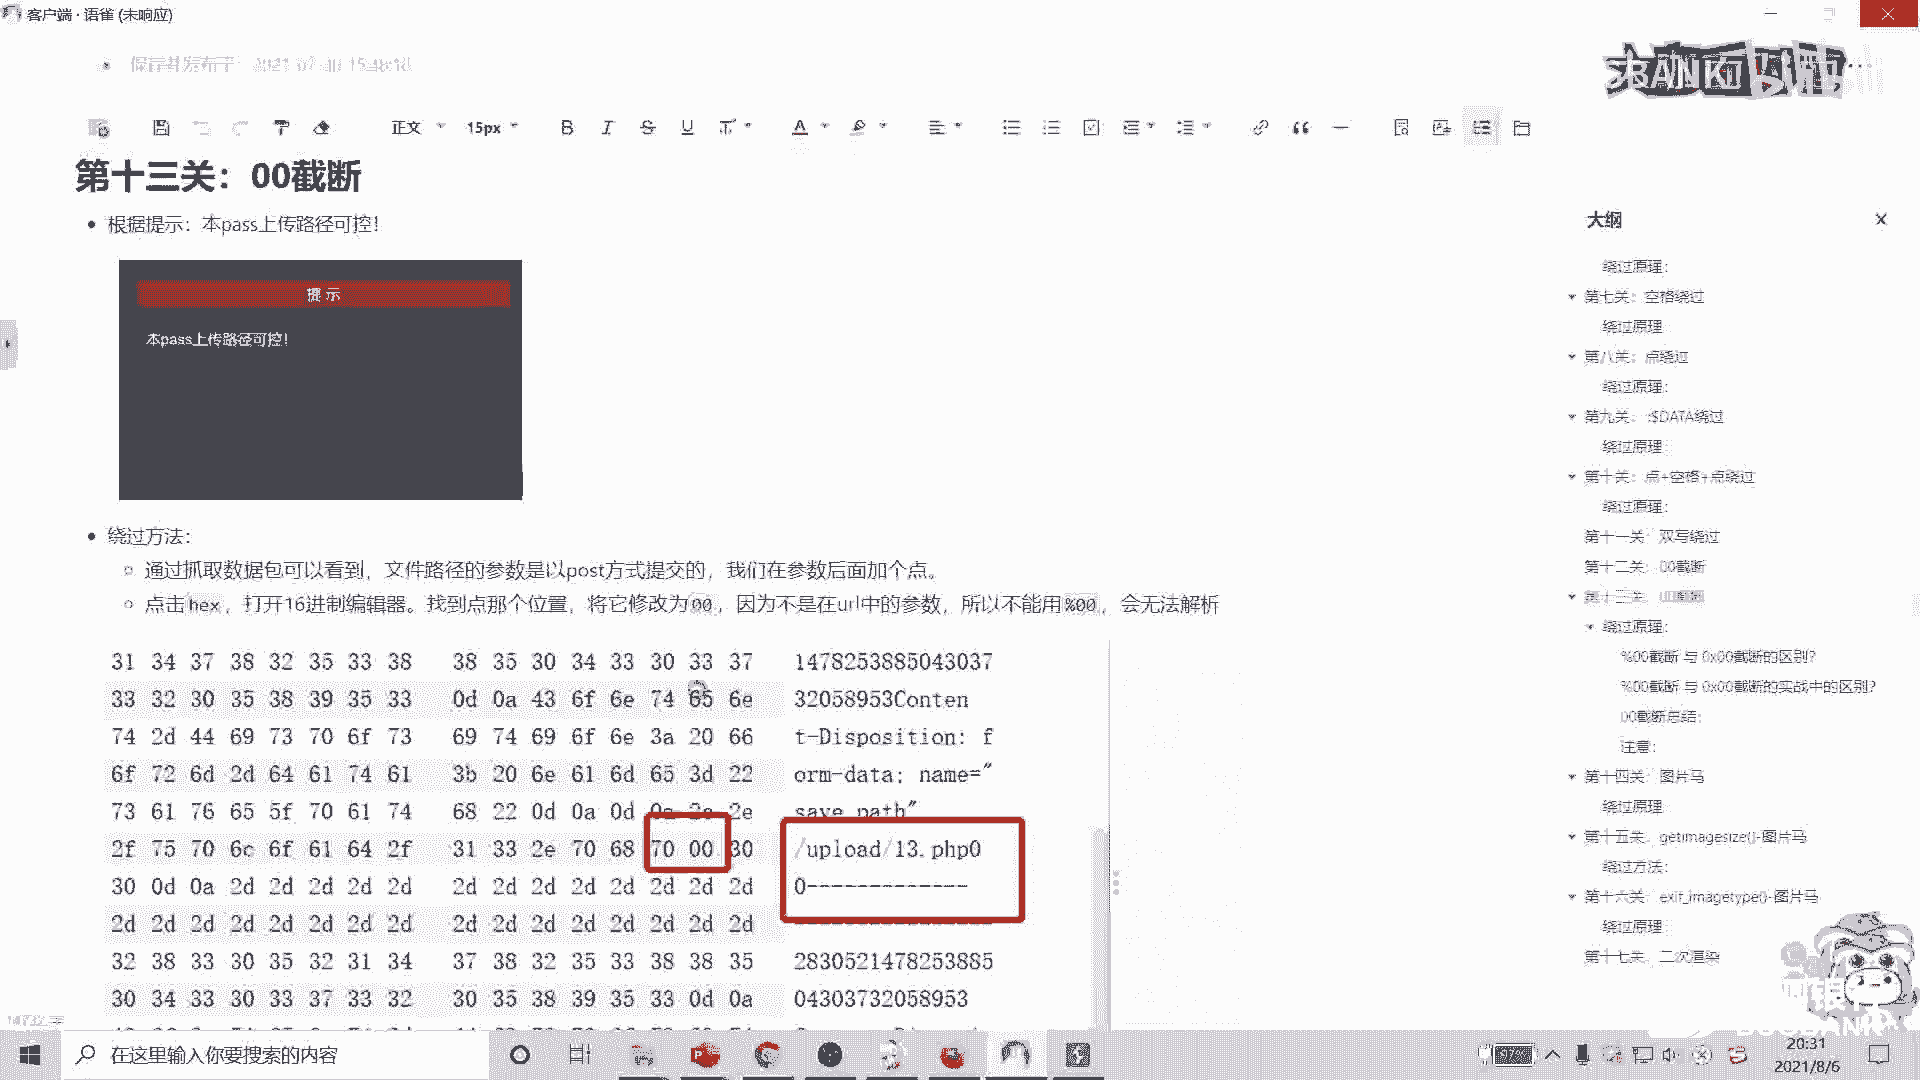 客户端 · 语雀 (未响应)
正文
15px
第十三关：00截断
根据提示：本pass上传路径可控！
提示
本pass上传路径可控！
绕过方法：
通过抓取数据包可以看到，文件路径的参数是以post方式提交的，我们在参数后面加个点。
点击hex，打开16进制编辑器。找到点那个位置，将它修改为00，因为不是在url中的参数，所以不能用%00，会无法解析
31 34 37 38 32 35 33 38 38 35 30 34 33 30 33 37 1478253885043037
33 32 30 35 38 39 35 33 0d 0a 43 6f 6e 74 65 6e 32058953Conten
74 2d 44 69 73 70 6f 73 69 74 69 6f 6e 3a 20 66 t-Disposition: f
6f 72 6d 2d 64 61 74 61 3b 20 6e 61 6d 65 3d 22 orm-data; name="
73 61 76 65 5f 70 61 74 68 22 0d 0a 0d 0a 2e 2e save_path"
2f 75 70 6c 6f 61 64 2f 31 33 2e 70 68 70 00 30 /upload/13.php0
30 0d 0a 2d 2d 2d 2d 2d 2d 2d 2d 2d 2d 2d 2d 2d 0-------------
2d 2d 2d 2d 2d 2d 2d 2d 2d 2d 2d 2d 2d 2d 2d 2d
32 38 33 30 35 32 31 34 37 38 32 35 33 38 38 35 2830521478253885
30 34 33 30 33 37 33 32 30 35 38 39 35 33 0d 0a 04303732058953
大纲
绕过原理：
第七关：空格绕过
绕过原理
第八关：点绕过
绕过原理：
第九关：:$DATA绕过
绕过原理
第十关：点+空格+点绕过
绕过原理：
第十一关：双写绕过
第十二关：00截断
第十三关：00截断
绕过原理：
%00截断 与 0x00截断的区别？
%00截断 与 0x00截断的实战中的区别？
00截断总结：
注意：
第十四关：图片马
绕过原理
第十五关：getimagesize()-图片马
绕过方法：
第十六关：exif_imagetype()-图片马
绕过原理
第十七关：二次渲染
在这里输入你要搜索的内容
97%
20:31
2021/8/6